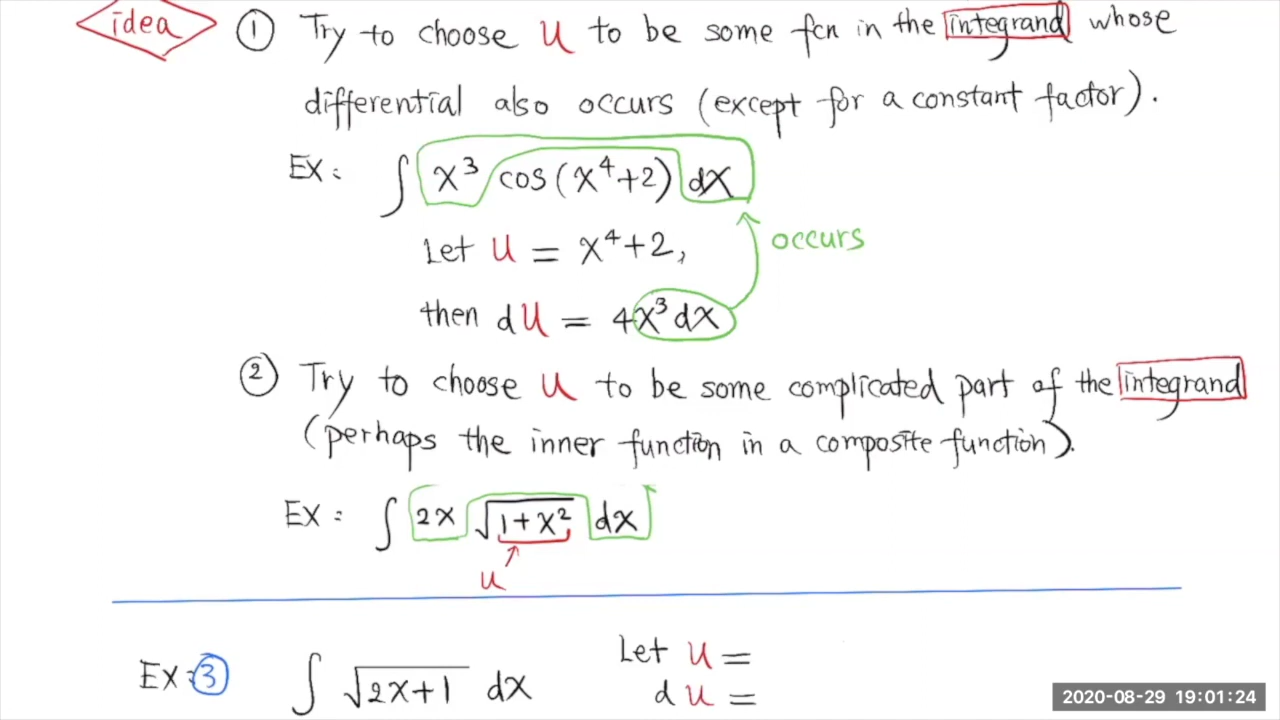 idea ① Try to choose u to be some fcn in the integrand whose
differential also occurs (except for a constant factor).
EX: ∫ x³ cos(x⁴+2) dx
Let u = x⁴+2, occurs
then du = 4x³dx
② Try to choose u to be some complicated part of the integrand
(perhaps the inner function in a composite function).
EX: ∫ 2x √(1+x²) dx
u
EX: ③ ∫ √(2x+1) dx Let u =
du =
2020-08-29 19:01:24